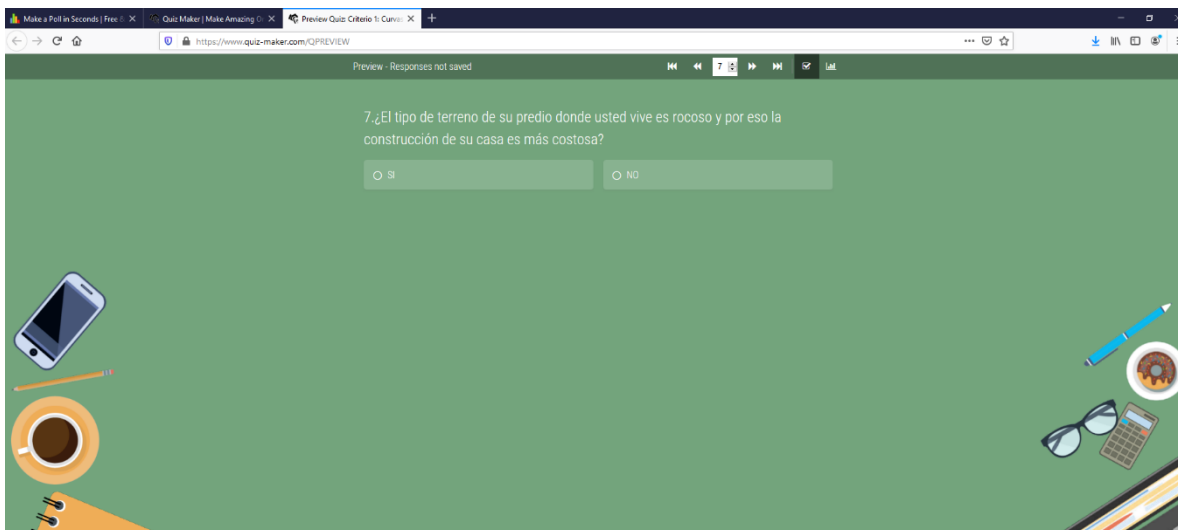 Make a Poll in Seconds | Free &
Quiz Maker | Make Amazing O
Preview Quiz: Criterio 1: Curva
https://www.quiz-maker.com/QPREVIEW
Preview - Responses not saved
7
7.¿El tipo de terreno de su predio donde usted vive es rocoso y por eso la
construcción de su casa es más costosa?
SI
NO